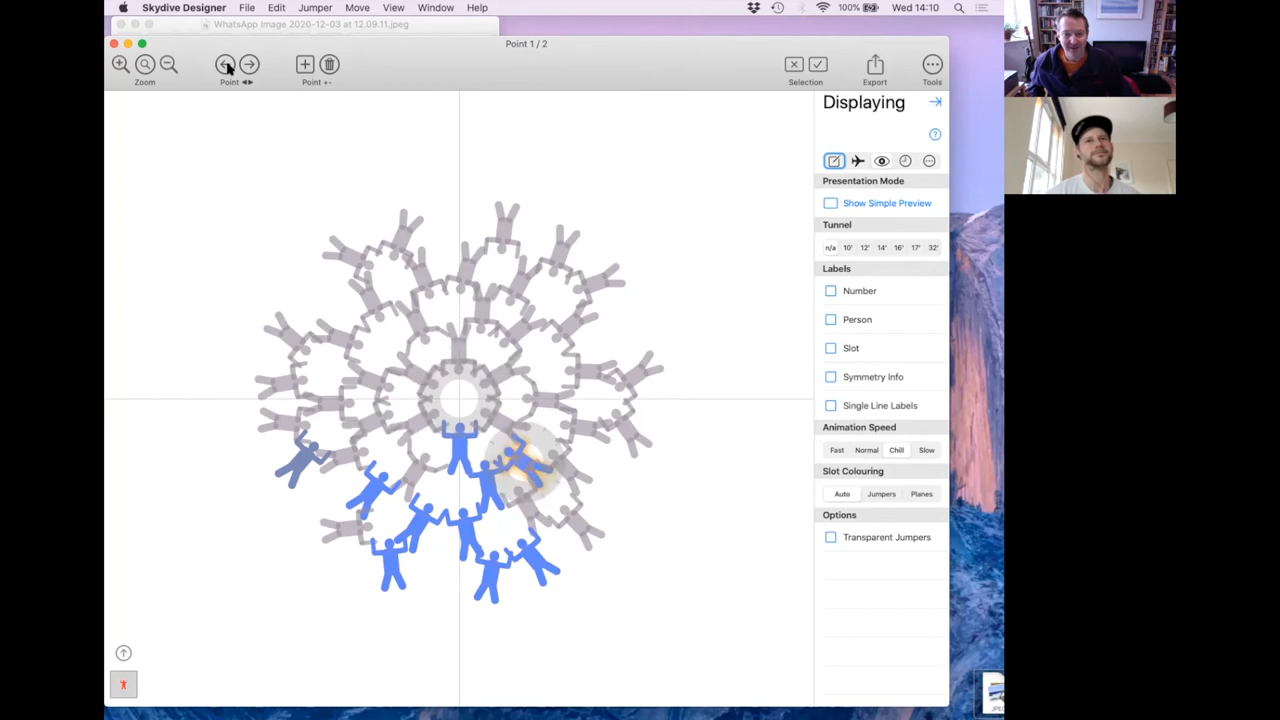 Skydive Designer File Edit Jumper Move View Window Help 100% Wed 14:10
WhatsApp Image 2020-12-03 at 12.09.11.jpeg
Point 1 / 2
Zoom Point Point +- Selection Export Tools
Displaying
Presentation Mode
Show Simple Preview
Tunnel
n/a 10' 12' 14' 16' 17' 32'
Labels
Number
Person
Slot
Symmetry Info
Single Line Labels
Animation Speed
Fast Normal Chill Slow
Slot Colouring
Auto Jumpers Planes
Options
Transparent Jumpers
JPEG